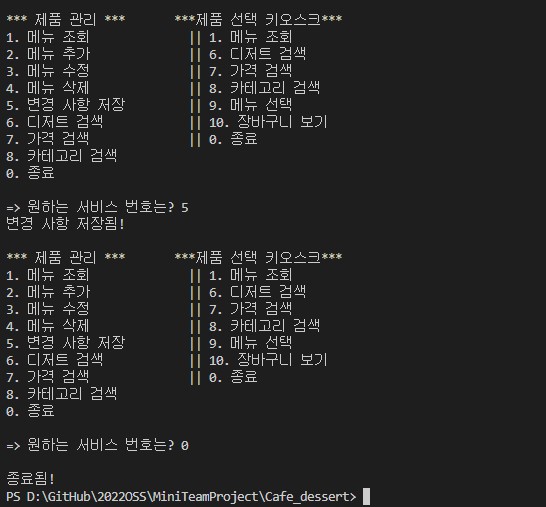 *** 제품 관리 ***      ***제품 선택 키오스크***
1. 메뉴 조회            || 1. 메뉴 조회
2. 메뉴 추가            || 6. 디저트 검색
3. 메뉴 수정            || 7. 가격 검색
4. 메뉴 삭제            || 8. 카테고리 검색
5. 변경 사항 저장        || 9. 메뉴 선택
6. 디저트 검색          || 10. 장바구니 보기
7. 가격 검색            || 0. 종료
8. 카테고리 검색
0. 종료
=> 원하는 서비스 번호는? 5
변경 사항 저장됨!
*** 제품 관리 ***      ***제품 선택 키오스크***
1. 메뉴 조회            || 1. 메뉴 조회
2. 메뉴 추가            || 6. 디저트 검색
3. 메뉴 수정            || 7. 가격 검색
4. 메뉴 삭제            || 8. 카테고리 검색
5. 변경 사항 저장        || 9. 메뉴 선택
6. 디저트 검색          || 10. 장바구니 보기
7. 가격 검색            || 0. 종료
8. 카테고리 검색
0. 종료
=> 원하는 서비스 번호는? 0
종료됨!
PS D:\GitHub\2022OSS\MiniTeamProject\Cafe_dessert>